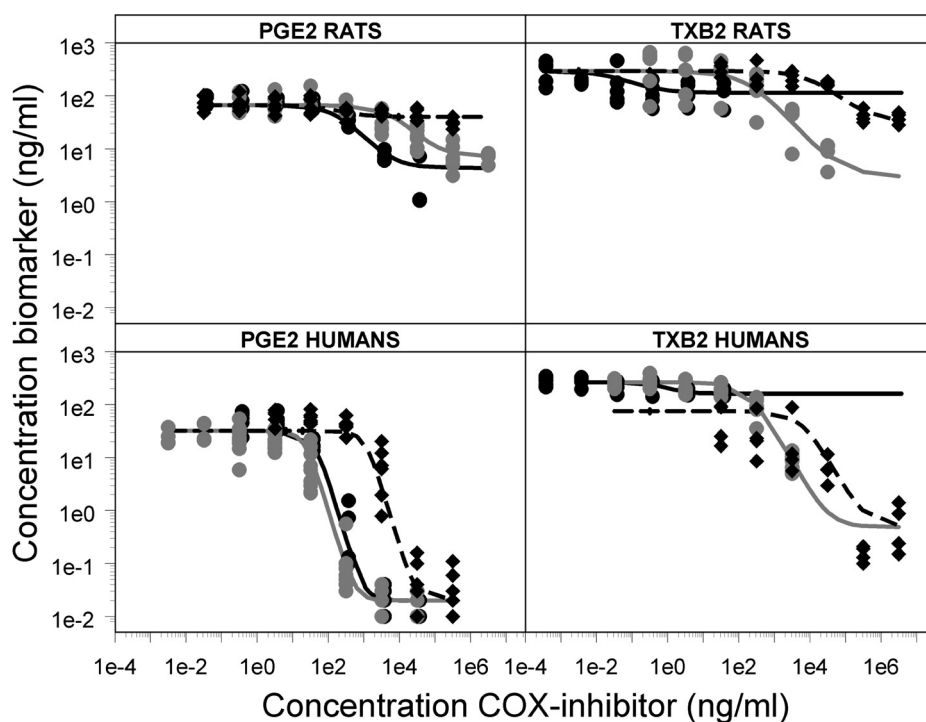 PGE2 RATS TXB2 RATS
1e3
1e2
1e1
1e0
1e-1
1e-2
PGE2 HUMANS TXB2 HUMANS
1e3
1e2
1e1
1e0
1e-1
1e-2
Concentration biomarker (ng/ml)
1e-4 1e-2 1e0 1e2 1e4 1e6 1e-4 1e-2 1e0 1e2 1e4 1e6
Concentration COX-inhibitor (ng/ml)